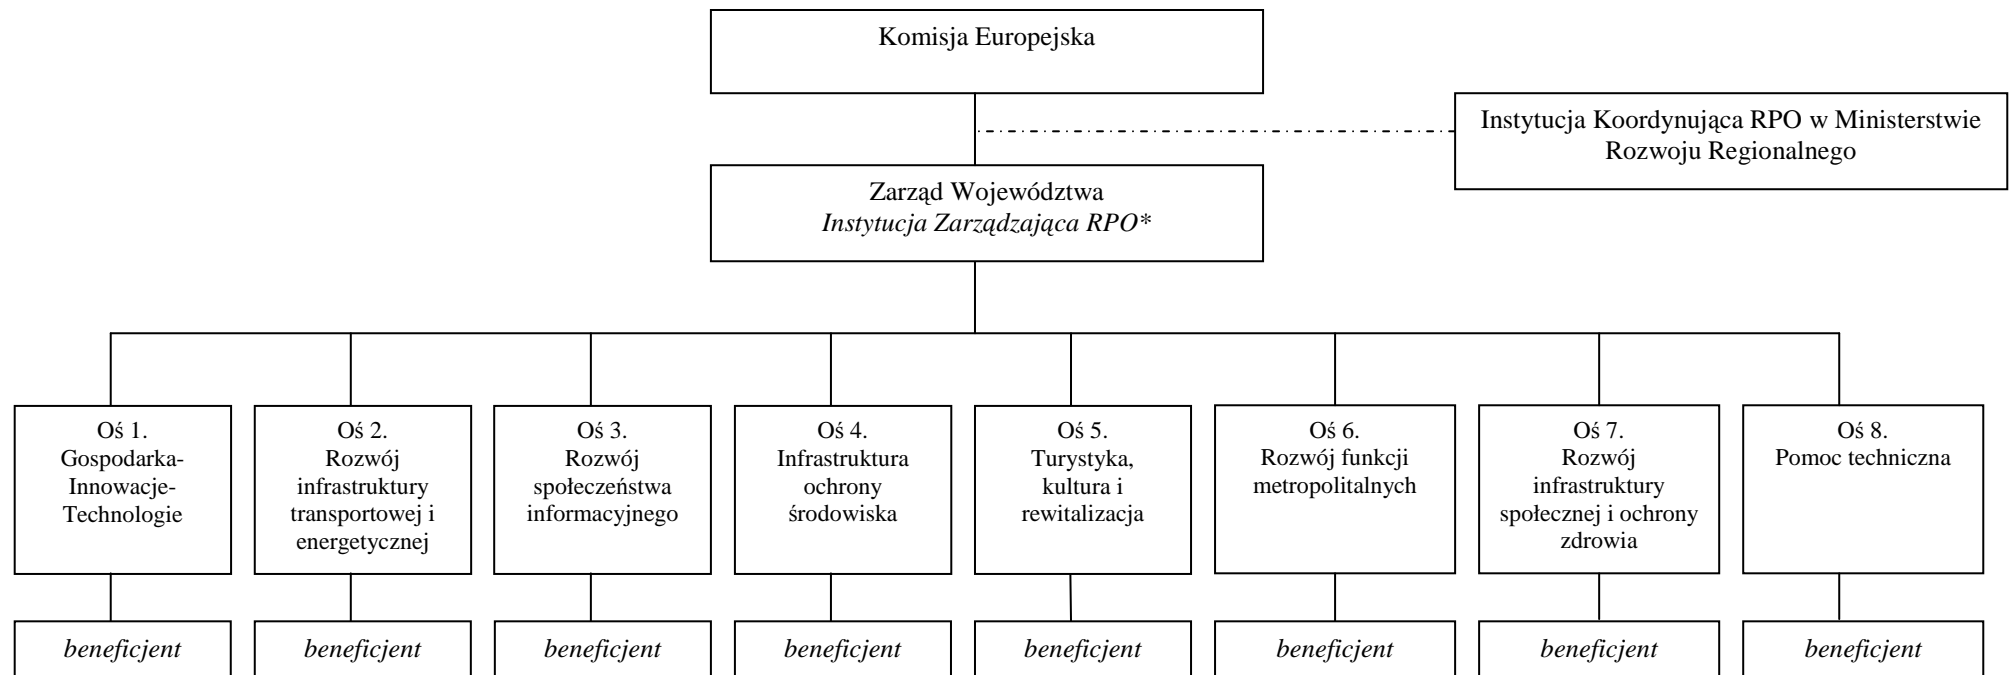 Komisja Europejska
Instytucja Koordynująca RPO w Ministerstwie
Rozwoju Regionalnego
Zarząd Województwa
Instytucja Zarządzająca RPO*
Oś 1.
Gospodarka-
Innowacje-
Technologie
Oś 2.
Rozwój
infrastruktury
transportowej i
energetycznej
Oś 3.
Rozwój
społeczeństwa
informacyjnego
Oś 4.
Infrastruktura
ochrony
środowiska
Oś 5.
Turystyka,
kultura i
rewitalizacja
Oś 6.
Rozwój funkcji
metropolitalnych
Oś 7.
Rozwój
infrastruktury
społecznej i ochrony
zdrowia
Oś 8.
Pomoc techniczna
beneficjent
beneficjent
beneficjent
beneficjent
beneficjent
beneficjent
beneficjent
beneficjent